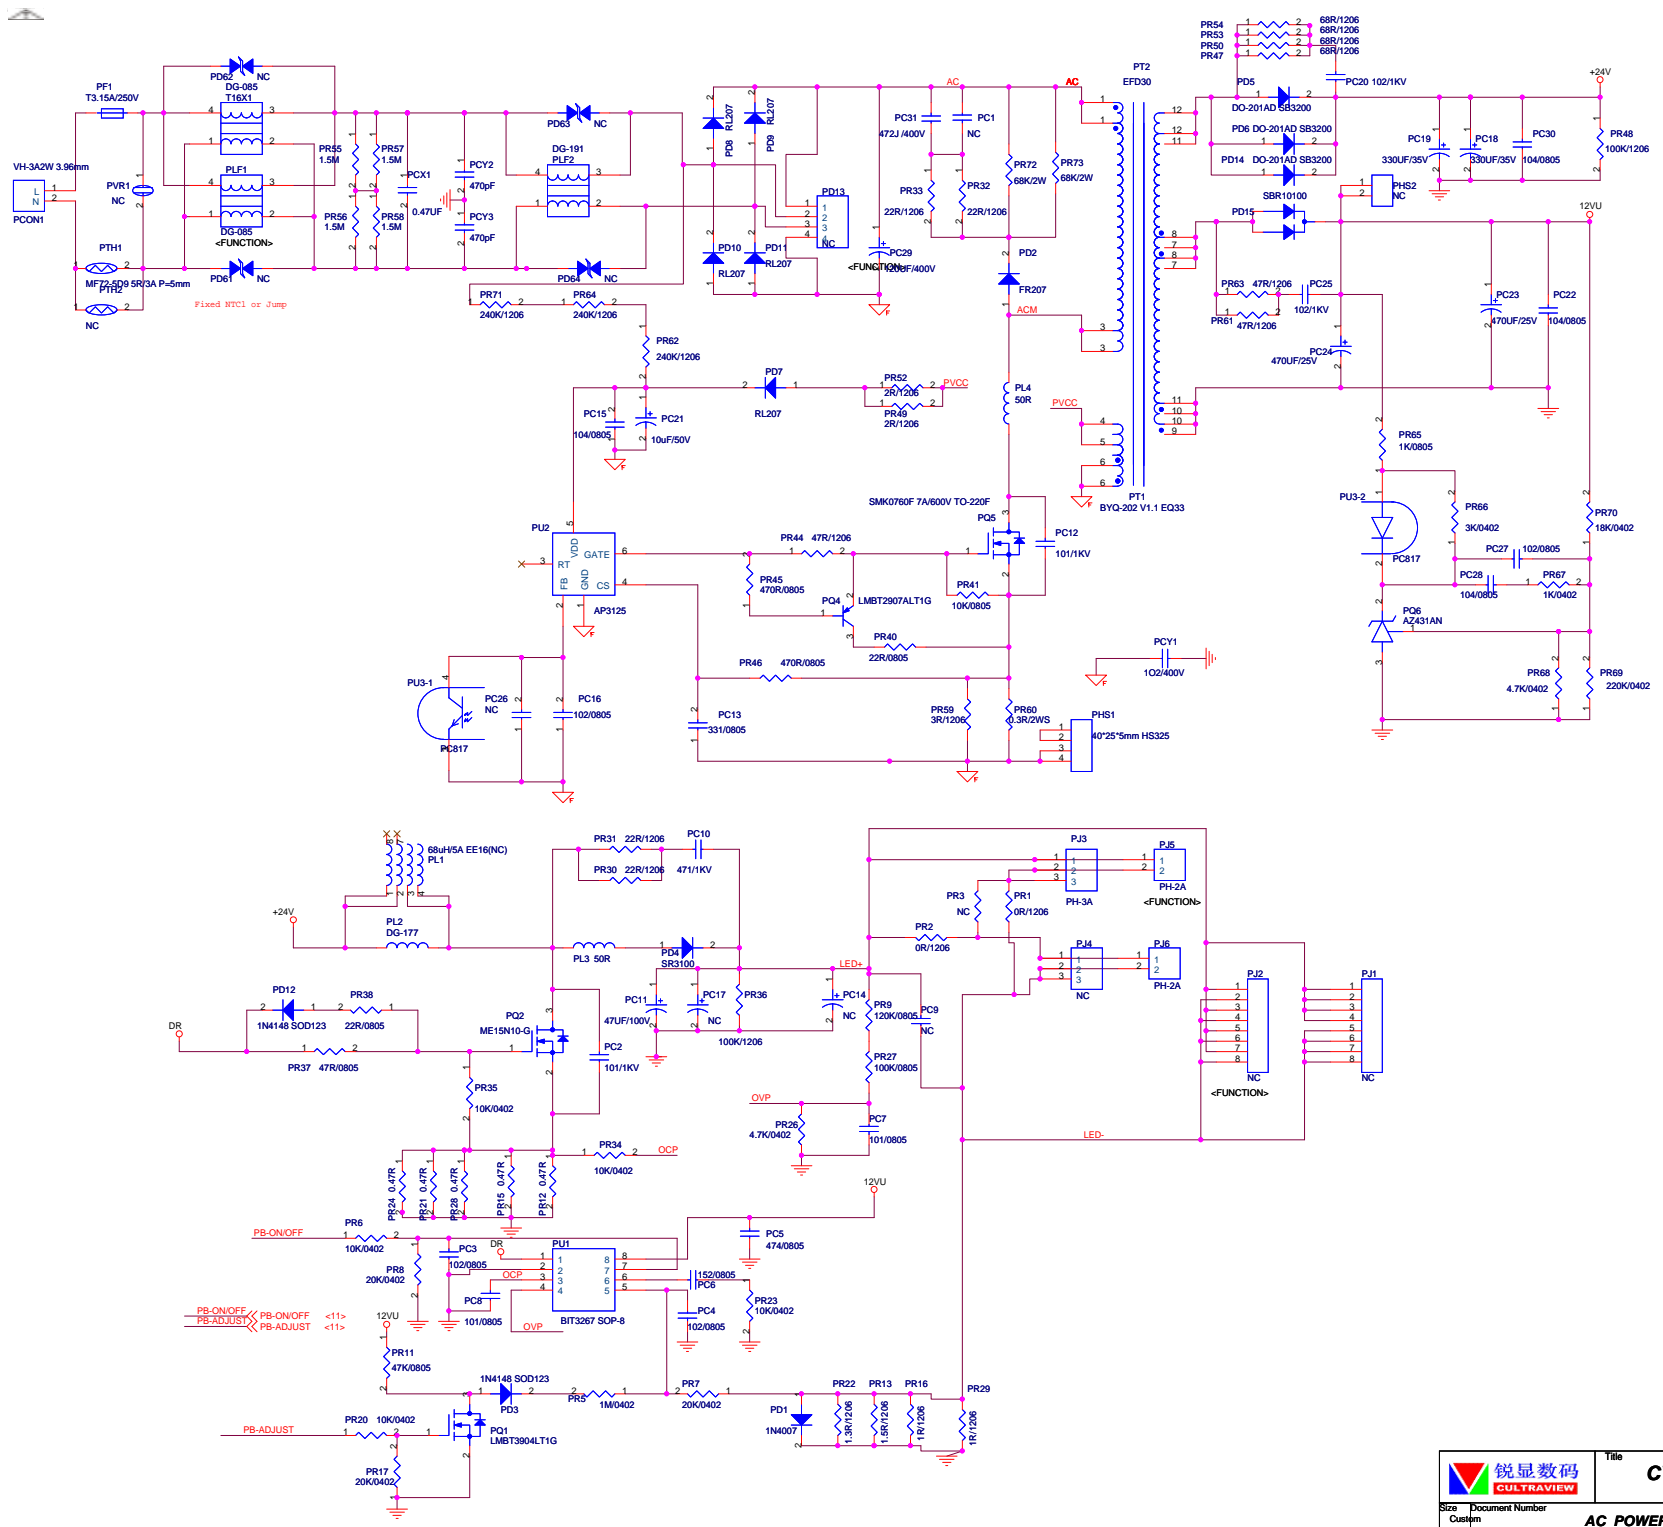 PR54 68R/1206
PR53 68R/1206
PR50 68R/1206
PR47 68R/1206
PC20 102/1KV
PD62 NC
DG-085
T16X1
PF1
T3.15A/250V
VH-3A2W 3.96mm
L
N
PCON1
PVR1
NC
PLF1
DG-085
<FUNCTION>
PTH1
MF72-5D9 5R/3A P=5mm
PTH2
NC
PD61 NC
Fixed NTC1 or Jump
PR55
1.5M
PR57
1.5M
PR56
1.5M
PR58
1.5M
PCX1
0.47UF
PCY2
470pF
PCY3
470pF
PD63 NC
DG-191
PLF2
PD64 NC
PR71
240K/1206
PR64
240K/1206
PR62
240K/1206
PD8 RL207
PD9 RL207
PD10
RL207
PD11
RL207
PD13
1
2
3
4
NC
<FUNCTION>
PC29
120UF/400V
AC
AC
PC31
472J /400V
PC1
NC
PR33
22R/1206
PR32
22R/1206
PR72
68K/2W
PR73
68K/2W
PD2
FR207
ACM
PL4
50R
PT2
EFD30
PVCC
PT1
BYQ-202 V1.1 EQ33
PD5
DO-201AD SB3200
PD6 DO-201AD SB3200
PD14 DO-201AD SB3200
SBR10100
PD15
PHS2
NC
+24V
PC19
330UF/35V
PC18
330UF/35V
PC30
104/0805
PR48
100K/1206
12VU
PR63 47R/1206
PR61
47R/1206
PC25
102/1KV
PC24
470UF/25V
PC23
470UF/25V
PC22
104/0805
PR65
1K/0805
PU3-2
PC817
PR66
3K/0402
PR70
18K/0402
PC27 102/0805
PC28
104/0805
PR67
1K/0402
PQ6
AZ431AN
PR68
4.7K/0402
PR69
220K/0402
PD7
RL207
PR52
2R/1206
PR49
2R/1206
PVCC
PC15
104/0805
PC21
10uF/50V
PU2
VDD
RT
GATE
FB
GND
CS
AP3125
PR44 47R/1206
PR45
470R/0805
PQ4
LMBT2907ALT1G
PR41
10K/0805
PR40
22R/0805
PR46 470R/0805
SMK0760F 7A/600V TO-220F
PQ5
PC12
101/1KV
PU3-1
PC817
PC26
NC
PC16
102/0805
PC13
331/0805
PR59
3R/1206
PR60
0.3R/2WS
PHS1
40*25*5mm HS325
PCY1
102/400V
68uH/5A EE16(NC)
PL1
+24V
PL2
DG-177
PR31 22R/1206
PR30 22R/1206
PC10
471/1KV
PL3 50R
PD4
SR3100
PD12
1N4148 SOD123
PR38
22R/0805
DR
PR37 47R/0805
PQ2
ME15N10-G
PC2
101/1KV
PR35
10K/0402
PC11
47UF/100V
PC17
NC
PR36
100K/1206
PC14
NC
LED+
PR9
120K/0805
PC9
NC
PR27
100K/0805
OVP
PR26
4.7K/0402
PC7
101/0805
PR3
NC
PR1
0R/1206
PR2
0R/1206
PJ3
PH-3A
PJ5
PH-2A
<FUNCTION>
PJ4
NC
PJ6
PH-2A
PJ2
NC
<FUNCTION>
PJ1
NC
LED-
PR24 0.47R
PR21 0.47R
PR28 0.47R
PR15 0.47R
PR12 0.47R
PR34
10K/0402
OCP
PB-ON/OFF
PR6
10K/0402
PR8
20K/0402
PC3
102/0805
DR
OCP
PC8
101/0805
OVP
PU1
1 8
2 7
3 6
4 5
BIT3267 SOP-8
12VU
PC5
474/0805
152/0805
PC6
PC4
102/0805
PR23
10K/0402
PB-ON/OFF PB-ON/OFF <11>
PB-ADJUST PB-ADJUST <11>
12VU
PR11
47K/0805
1N4148 SOD123
PD3
PR5
1M/0402
PR7
20K/0402
PB-ADJUST
PR20 10K/0402
PR17
20K/0402
PQ1
LMBT3904LT1G
PD1
1N4007
PR22
1.3R/1206
PR13
1.5R/1206
PR16
1R/1206
PR29
1R/1206
锐显数码
CULTRAVIEW
Title
C
Size Document Number
Custom
AC POWER